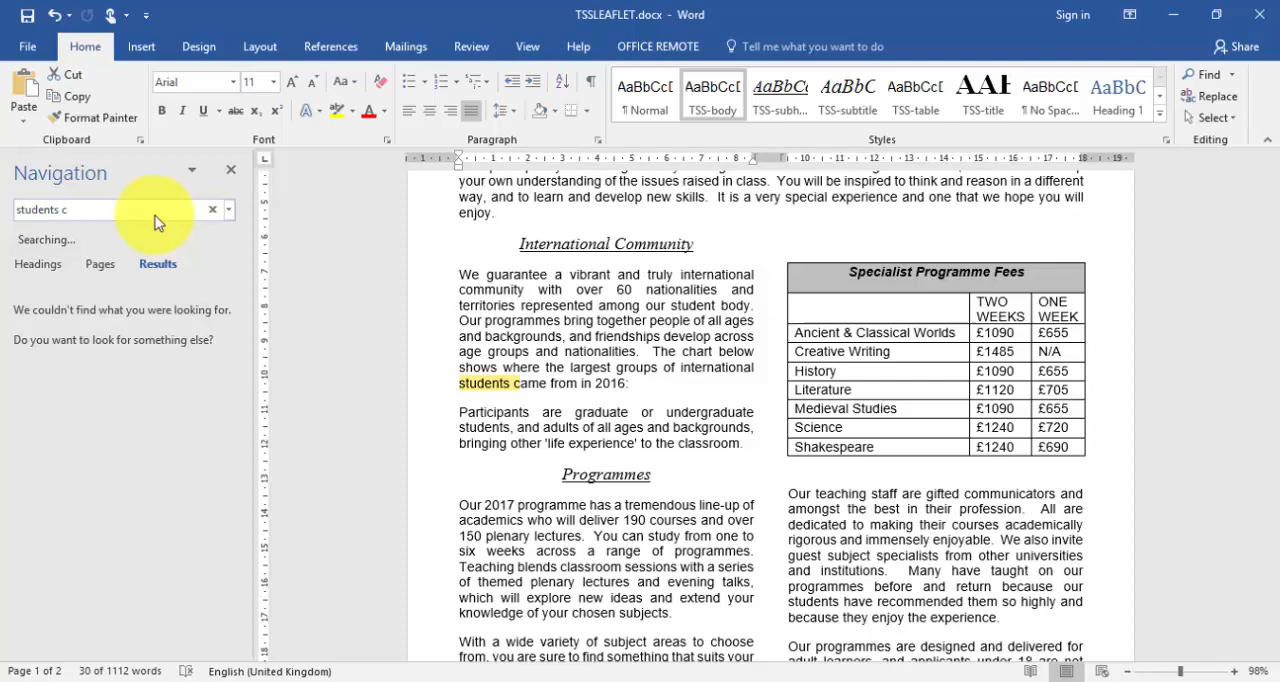 TSSLEAFLET.docx - Word
Sign in
File Home Insert Design Layout References Mailings Review View Help OFFICE REMOTE Tell me what you want to do Share
Paste
Cut
Copy
Format Painter
Clipboard
Arial 11
Font
Paragraph
AaBbCcD AaBbCcD AaBbCc AaBbCc AaBbCcD AAI AaBbCcD AaBbCc
¶ Normal TSS-body TSS-subh... TSS-subtitle TSS-table TSS-title ¶ No Spac... Heading 1
Styles
Find
Replace
Select
Editing
Navigation
students c
Searching...
Headings Pages Results
We couldn't find what you were looking for.
Do you want to look for something else?
your own understanding of the issues raised in class. You will be inspired to think and reason in a different
way, and to learn and develop new skills. It is a very special experience and one that we hope you will
enjoy.
International Community
We guarantee a vibrant and truly international
community with over 60 nationalities and
territories represented among our student body.
Our programmes bring together people of all ages
and backgrounds, and friendships develop across
age groups and nationalities. The chart below
shows where the largest groups of international
students came from in 2016:
Participants are graduate or undergraduate
students, and adults of all ages and backgrounds,
bringing other 'life experience' to the classroom.
Programmes
Our 2017 programme has a tremendous line-up of
academics who will deliver 190 courses and over
150 plenary lectures. You can study from one to
six weeks across a range of programmes.
Teaching blends classroom sessions with a series
of themed plenary lectures and evening talks,
which will explore new ideas and extend your
knowledge of your chosen subjects.
With a wide variety of subject areas to choose
from, you are sure to find something that suits your
Specialist Programme Fees
TWO WEEKS ONE WEEK
Ancient & Classical Worlds £1090 £655
Creative Writing £1485 N/A
History £1090 £655
Literature £1120 £705
Medieval Studies £1090 £655
Science £1240 £720
Shakespeare £1240 £690
Our teaching staff are gifted communicators and
amongst the best in their profession. All are
dedicated to making their courses academically
rigorous and immensely enjoyable. We also invite
guest subject specialists from other universities
and institutions. Many have taught on our
programmes before and return because our
students have recommended them so highly and
because they enjoy the experience.
Our programmes are designed and delivered for
adult learners, and applicants under 18 are not
Page 1 of 2 30 of 1112 words English (United Kingdom) 98%